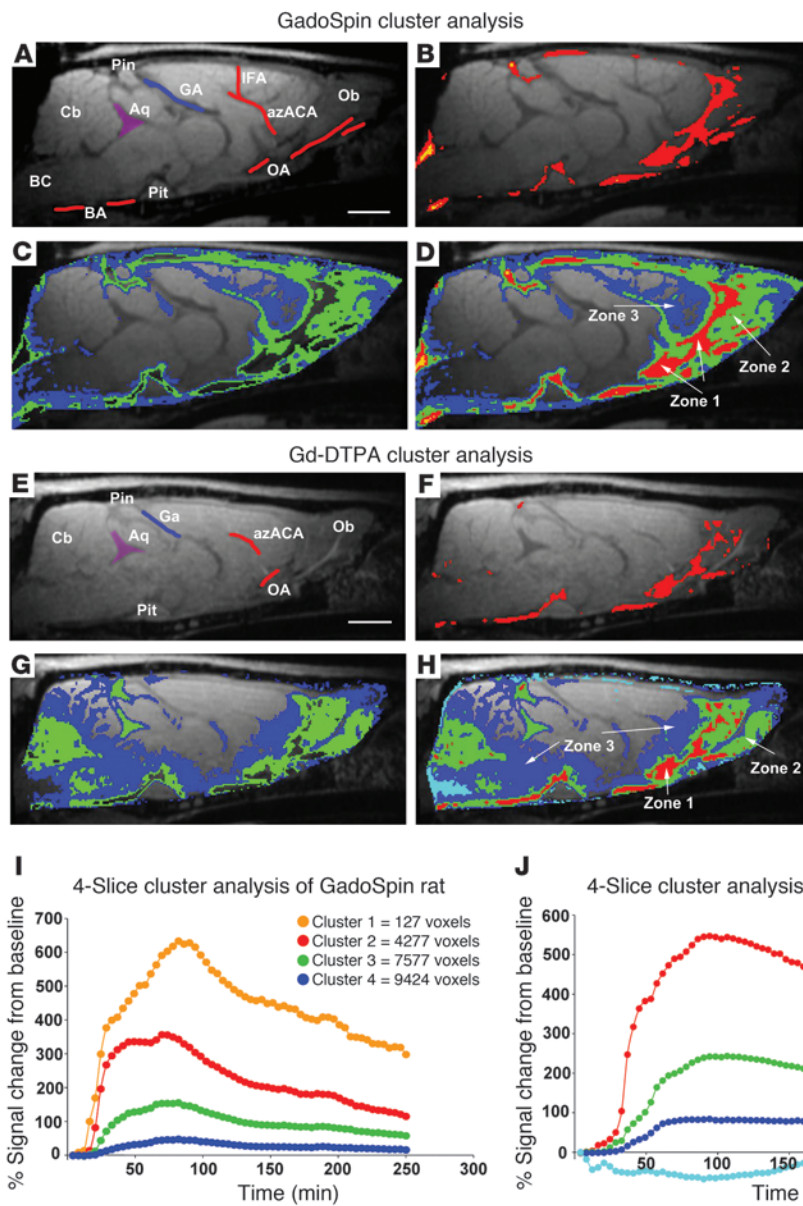 GadoSpin cluster analysis
A
Pin
IFA
GA
Ob
Cb
Aq
azACA
OA
BC
Pit
BA
B
C
D
Zone 3
Zone 2
Zone 1
Gd-DTPA cluster analysis
E
Pin
Ga
Ob
Cb
Aq
azACA
OA
Pit
F
G
H
Zone 3
Zone 2
Zone 1
I
4-Slice cluster analysis of GadoSpin rat
% Signal change from baseline
700
600
500
400
300
200
100
0
Cluster 1 = 127 voxels
Cluster 2 = 4277 voxels
Cluster 3 = 7577 voxels
Cluster 4 = 9424 voxels
0
50
100
150
200
250
300
Time (min)
J
4-Slice cluster analysis
% Signal change from baseline
600
500
400
300
200
100
0
50
100
150
Time